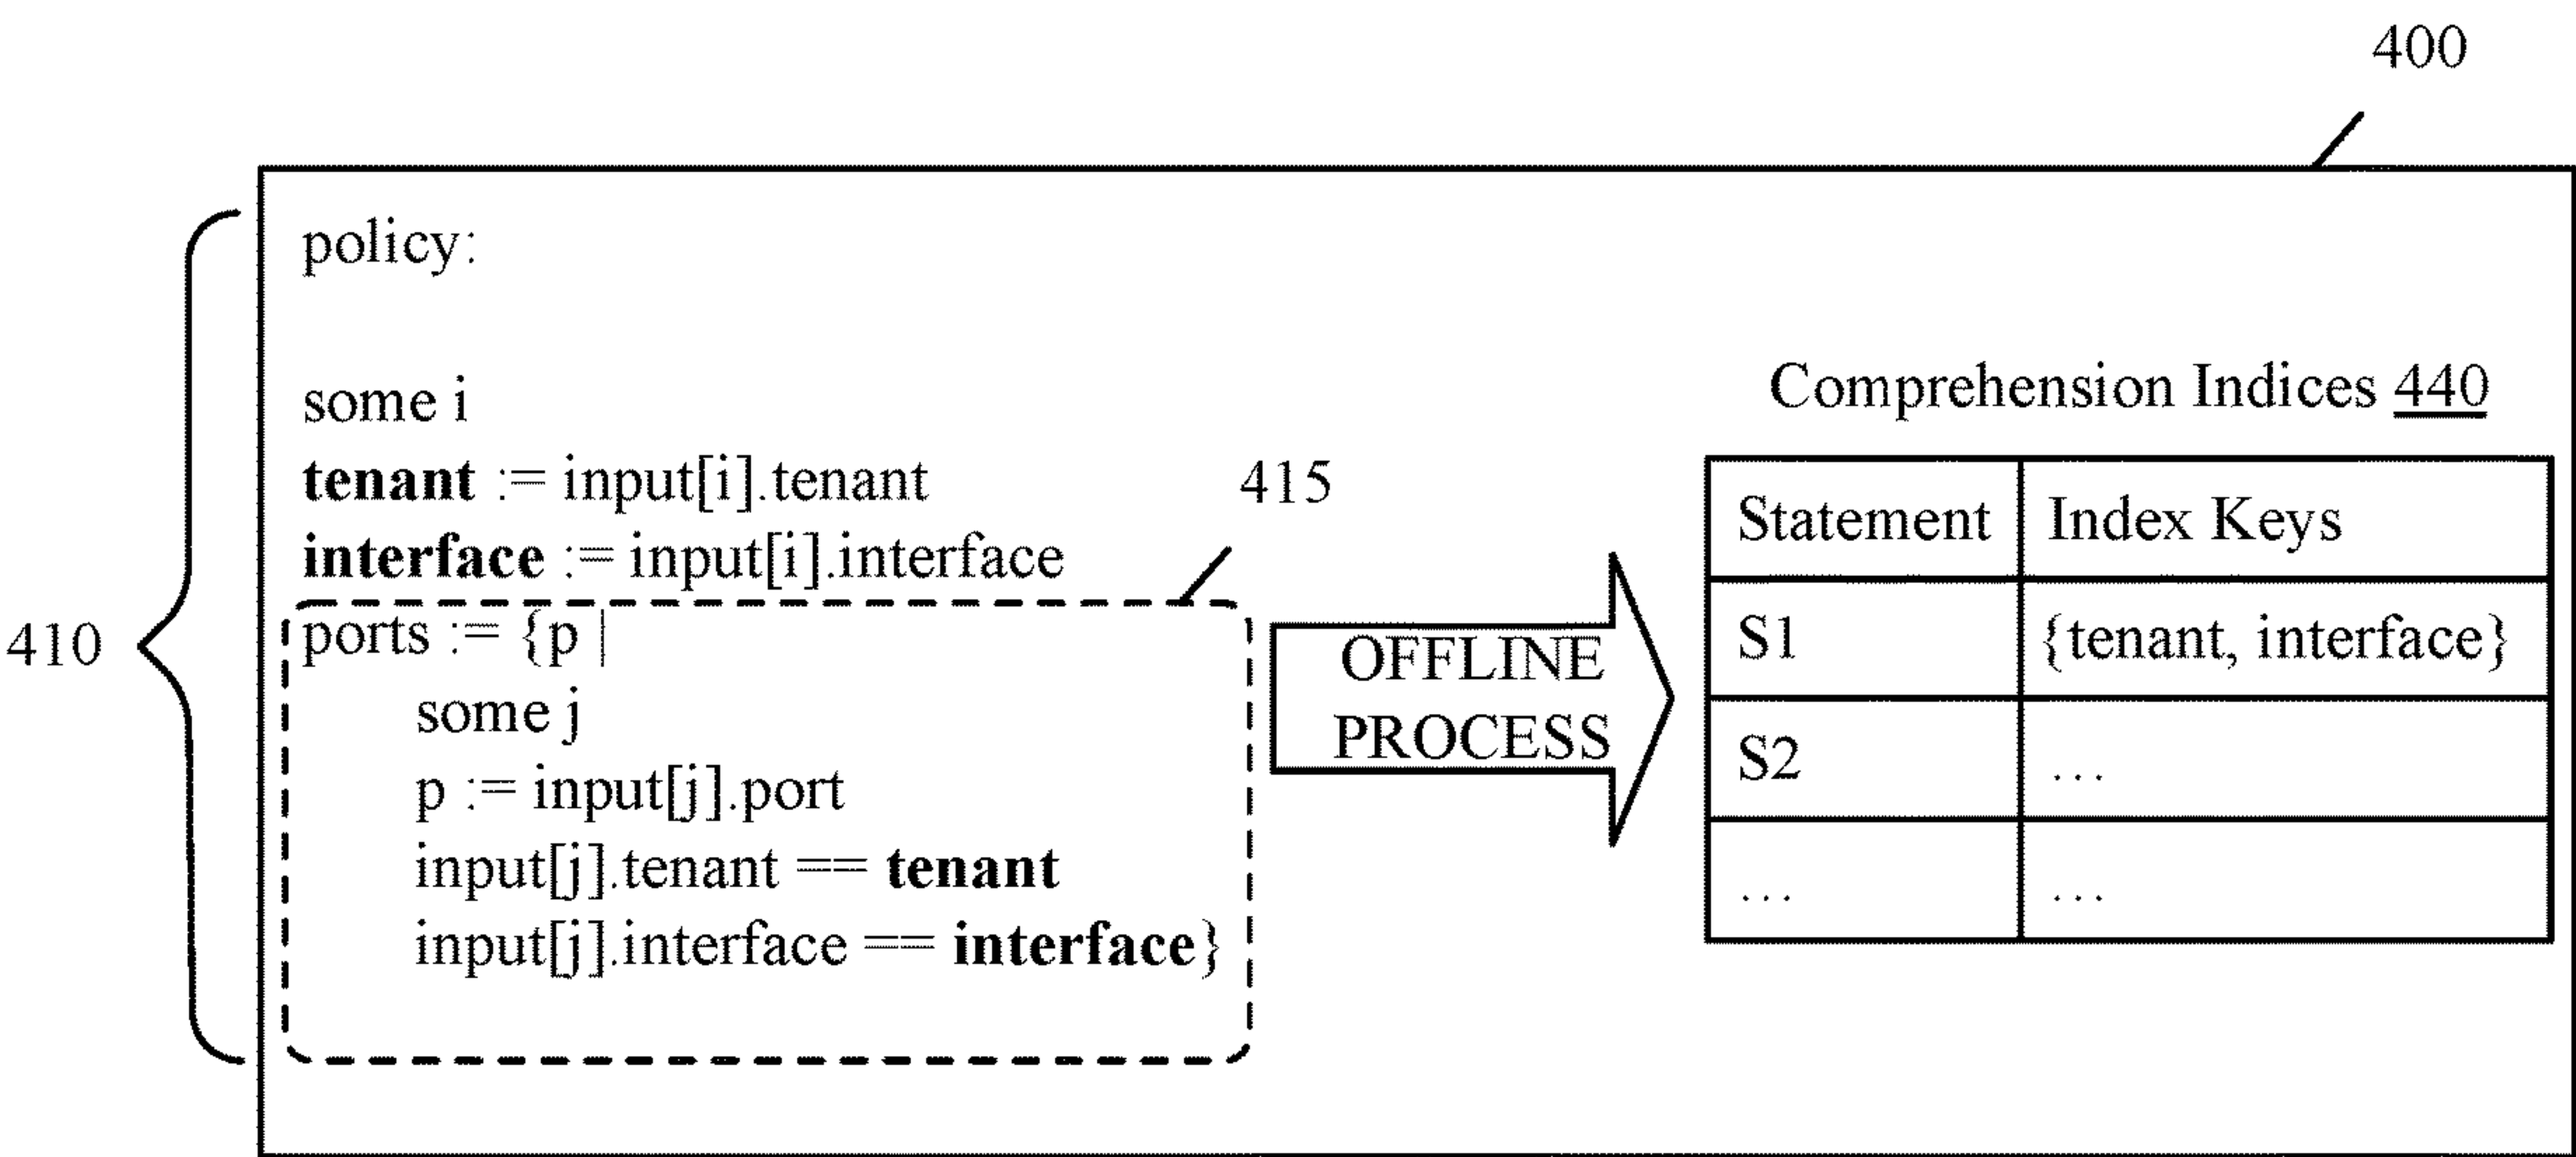 400
policy:
some i
tenant := input[i].tenant
interface := input[i].interface
415
410
ports := {p |
some j
p := input[j].port
input[j].tenant == tenant
input[j].interface == interface}
OFFLINE
PROCESS
Comprehension Indices 440
Statement Index Keys
S1 {tenant, interface}
S2 ...
... ...